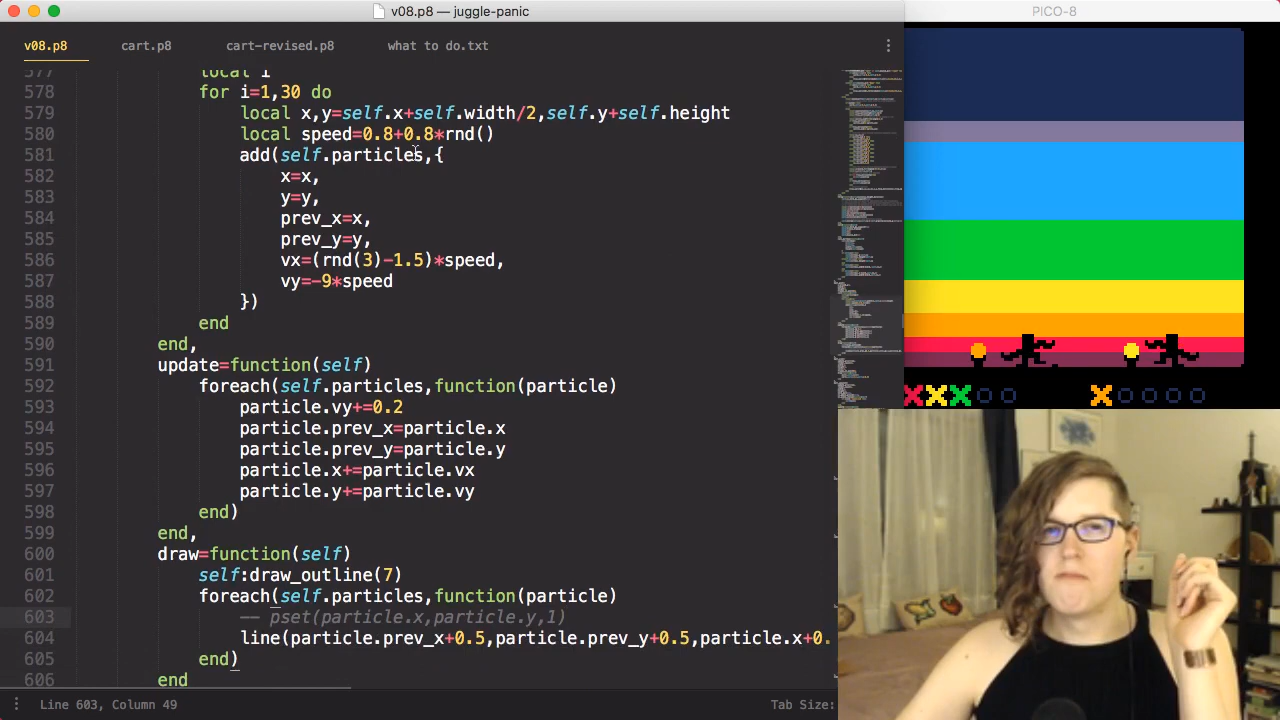 v08.p8 — juggle-panic
PICO-8
v08.p8
cart.p8
cart-revised.p8
what to do.txt
577 local i
578 for i=1,30 do
579 local x,y=self.x+self.width/2,self.y+self.height
580 local speed=0.8+0.8*rnd()
581 add(self.particles,{
582 x=x,
583 y=y,
584 prev_x=x,
585 prev_y=y,
586 vx=(rnd(3)-1.5)*speed,
587 vy=-9*speed
588 })
589 end
590 end,
591 update=function(self)
592 foreach(self.particles,function(particle)
593 particle.vy+=0.2
594 particle.prev_x=particle.x
595 particle.prev_y=particle.y
596 particle.x+=particle.vx
597 particle.y+=particle.vy
598 end)
599 end,
600 draw=function(self)
601 self:draw_outline(7)
602 foreach(self.particles,function(particle)
603 -- pset(particle.x,particle.y,1)
604 line(particle.prev_x+0.5,particle.prev_y+0.5,particle.x+0.
605 end)
606 end
Line 603, Column 49
Tab Size: